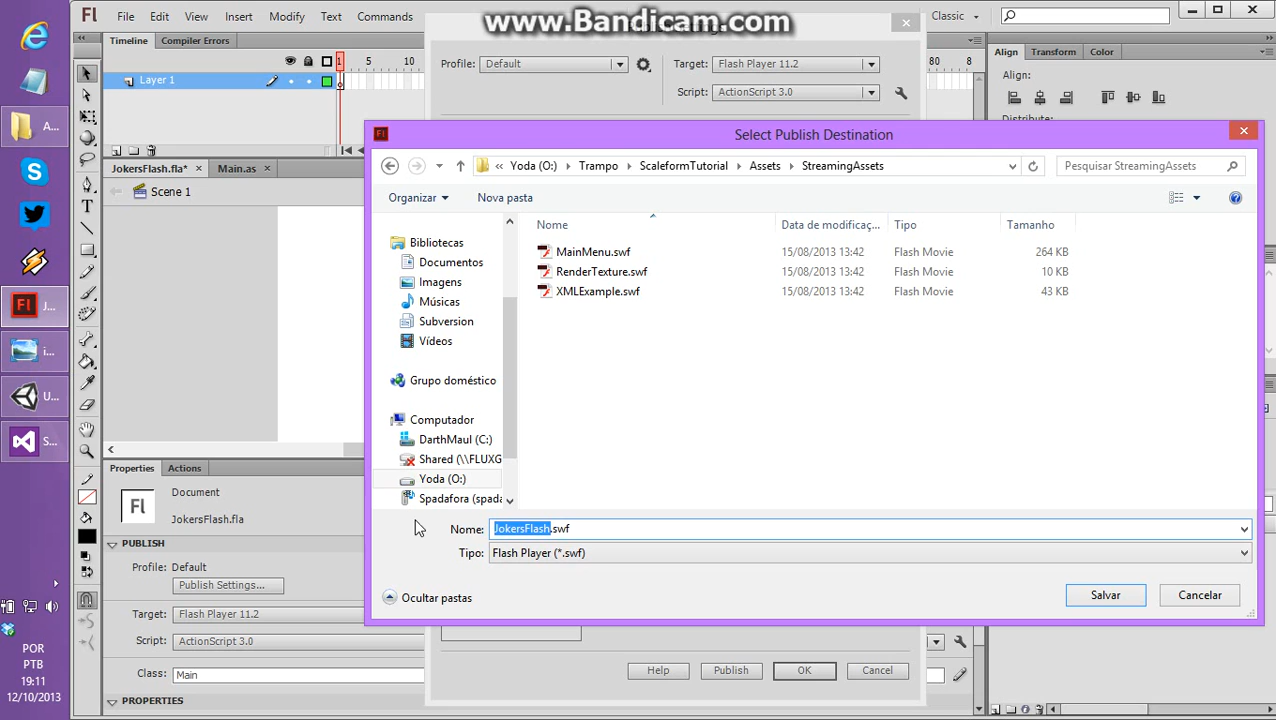 www.Bandicam.com
File Edit View Insert Modify Text Commands
Classic
Timeline Compiler Errors
1 5 10
80 8
Layer 1
Profile: Default
Target: Flash Player 11.2
Script: ActionScript 3.0
Align Transform Color
Align:
Distribute:
JokersFlash.fla* × Main.as ×
Scene 1
Select Publish Destination
« Yoda (O:) Trampo ScaleformTutorial Assets StreamingAssets
Pesquisar StreamingAssets
Organizar Nova pasta
Nome Data de modificaç... Tipo Tamanho
MainMenu.swf 15/08/2013 13:42 Flash Movie 264 KB
RenderTexture.swf 15/08/2013 13:42 Flash Movie 10 KB
XMLExample.swf 15/08/2013 13:42 Flash Movie 43 KB
Bibliotecas
Documentos
Imagens
Músicas
Subversion
Vídeos
Grupo doméstico
Computador
DarthMaul (C:)
Shared (\\FLUXG
Yoda (O:)
Spadafora (spada
Nome: JokersFlash.swf
Tipo: Flash Player (*.swf)
Ocultar pastas
Salvar Cancelar
A...
J...
i...
U...
S...
Properties Actions
Fl
Document
JokersFlash.fla
PUBLISH
Profile: Default
Publish Settings...
Target: Flash Player 11.2
Script: ActionScript 3.0
Class: Main
PROPERTIES
Help Publish OK Cancel
POR
PTB
19:11
12/10/2013